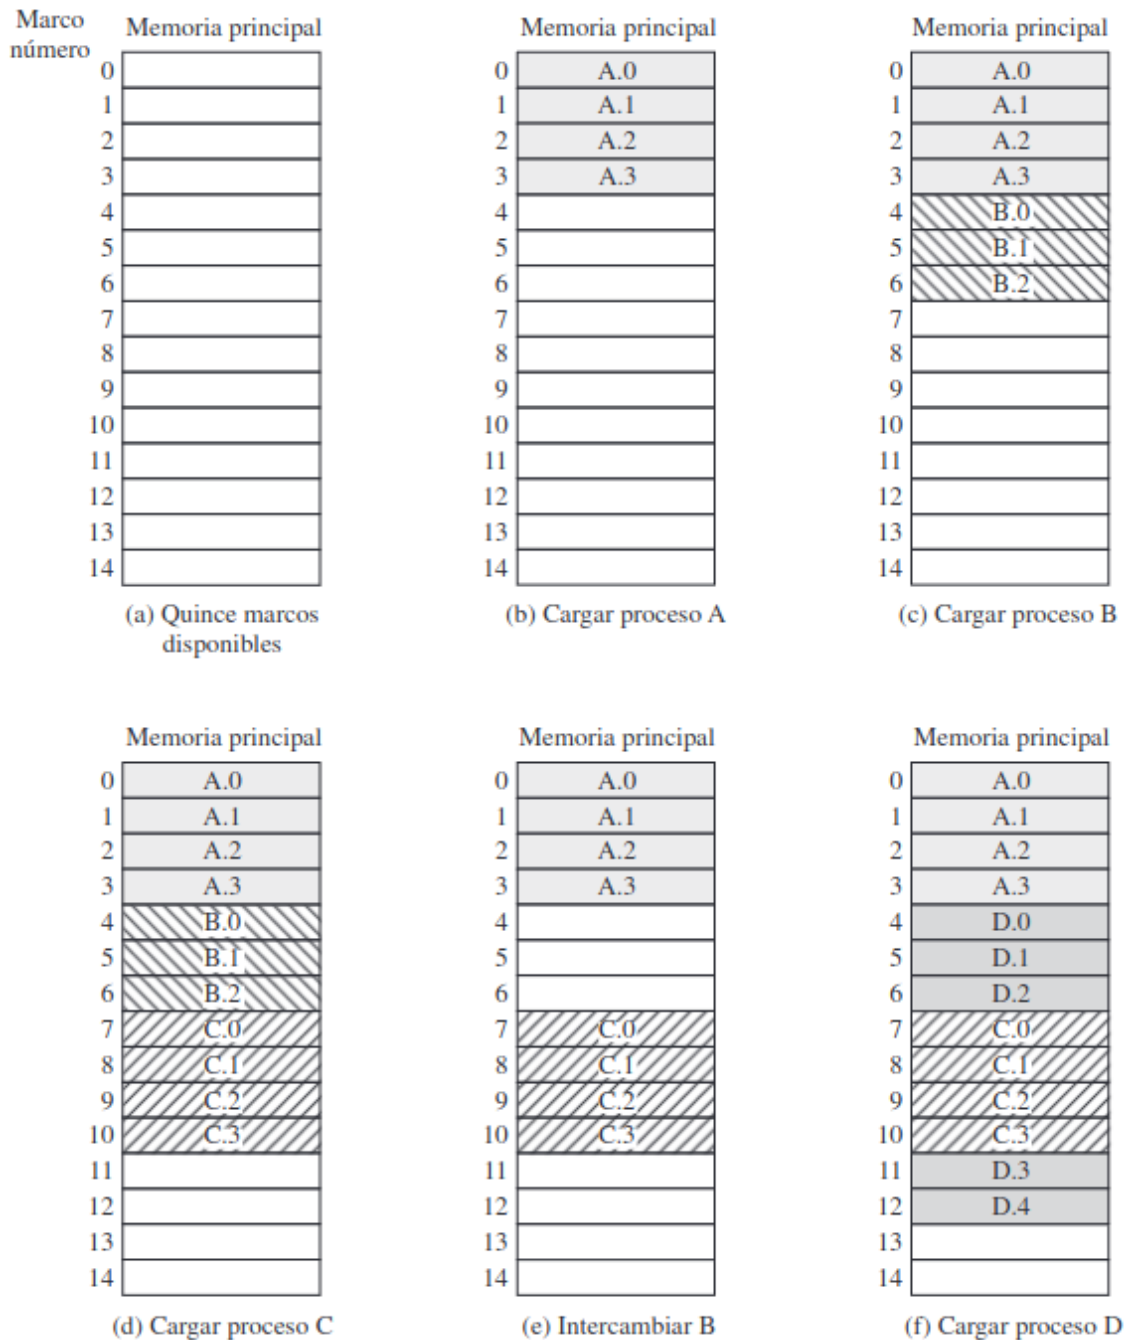 Marco
número
Memoria principal
Memoria principal
Memoria principal
0
0 A.0
0 A.0
1
1 A.1
1 A.1
2
2 A.2
2 A.2
3
3 A.3
3 A.3
4
4
4 B.0
5
5
5 B.1
6
6
6 B.2
7
7
7
8
8
8
9
9
9
10
10
10
11
11
11
12
12
12
13
13
13
14
14
14
(a) Quince marcos
disponibles
(b) Cargar proceso A
(c) Cargar proceso B
Memoria principal
Memoria principal
Memoria principal
0 A.0
0 A.0
0 A.0
1 A.1
1 A.1
1 A.1
2 A.2
2 A.2
2 A.2
3 A.3
3 A.3
3 A.3
4 B.0
4
4 D.0
5 B.1
5
5 D.1
6 B.2
6
6 D.2
7 C.0
7 C.0
7 C.0
8 C.1
8 C.1
8 C.1
9 C.2
9 C.2
9 C.2
10 C.3
10 C.3
10 C.3
11
11
11 D.3
12
12
12 D.4
13
13
13
14
14
14
(d) Cargar proceso C
(e) Intercambiar B
(f) Cargar proceso D